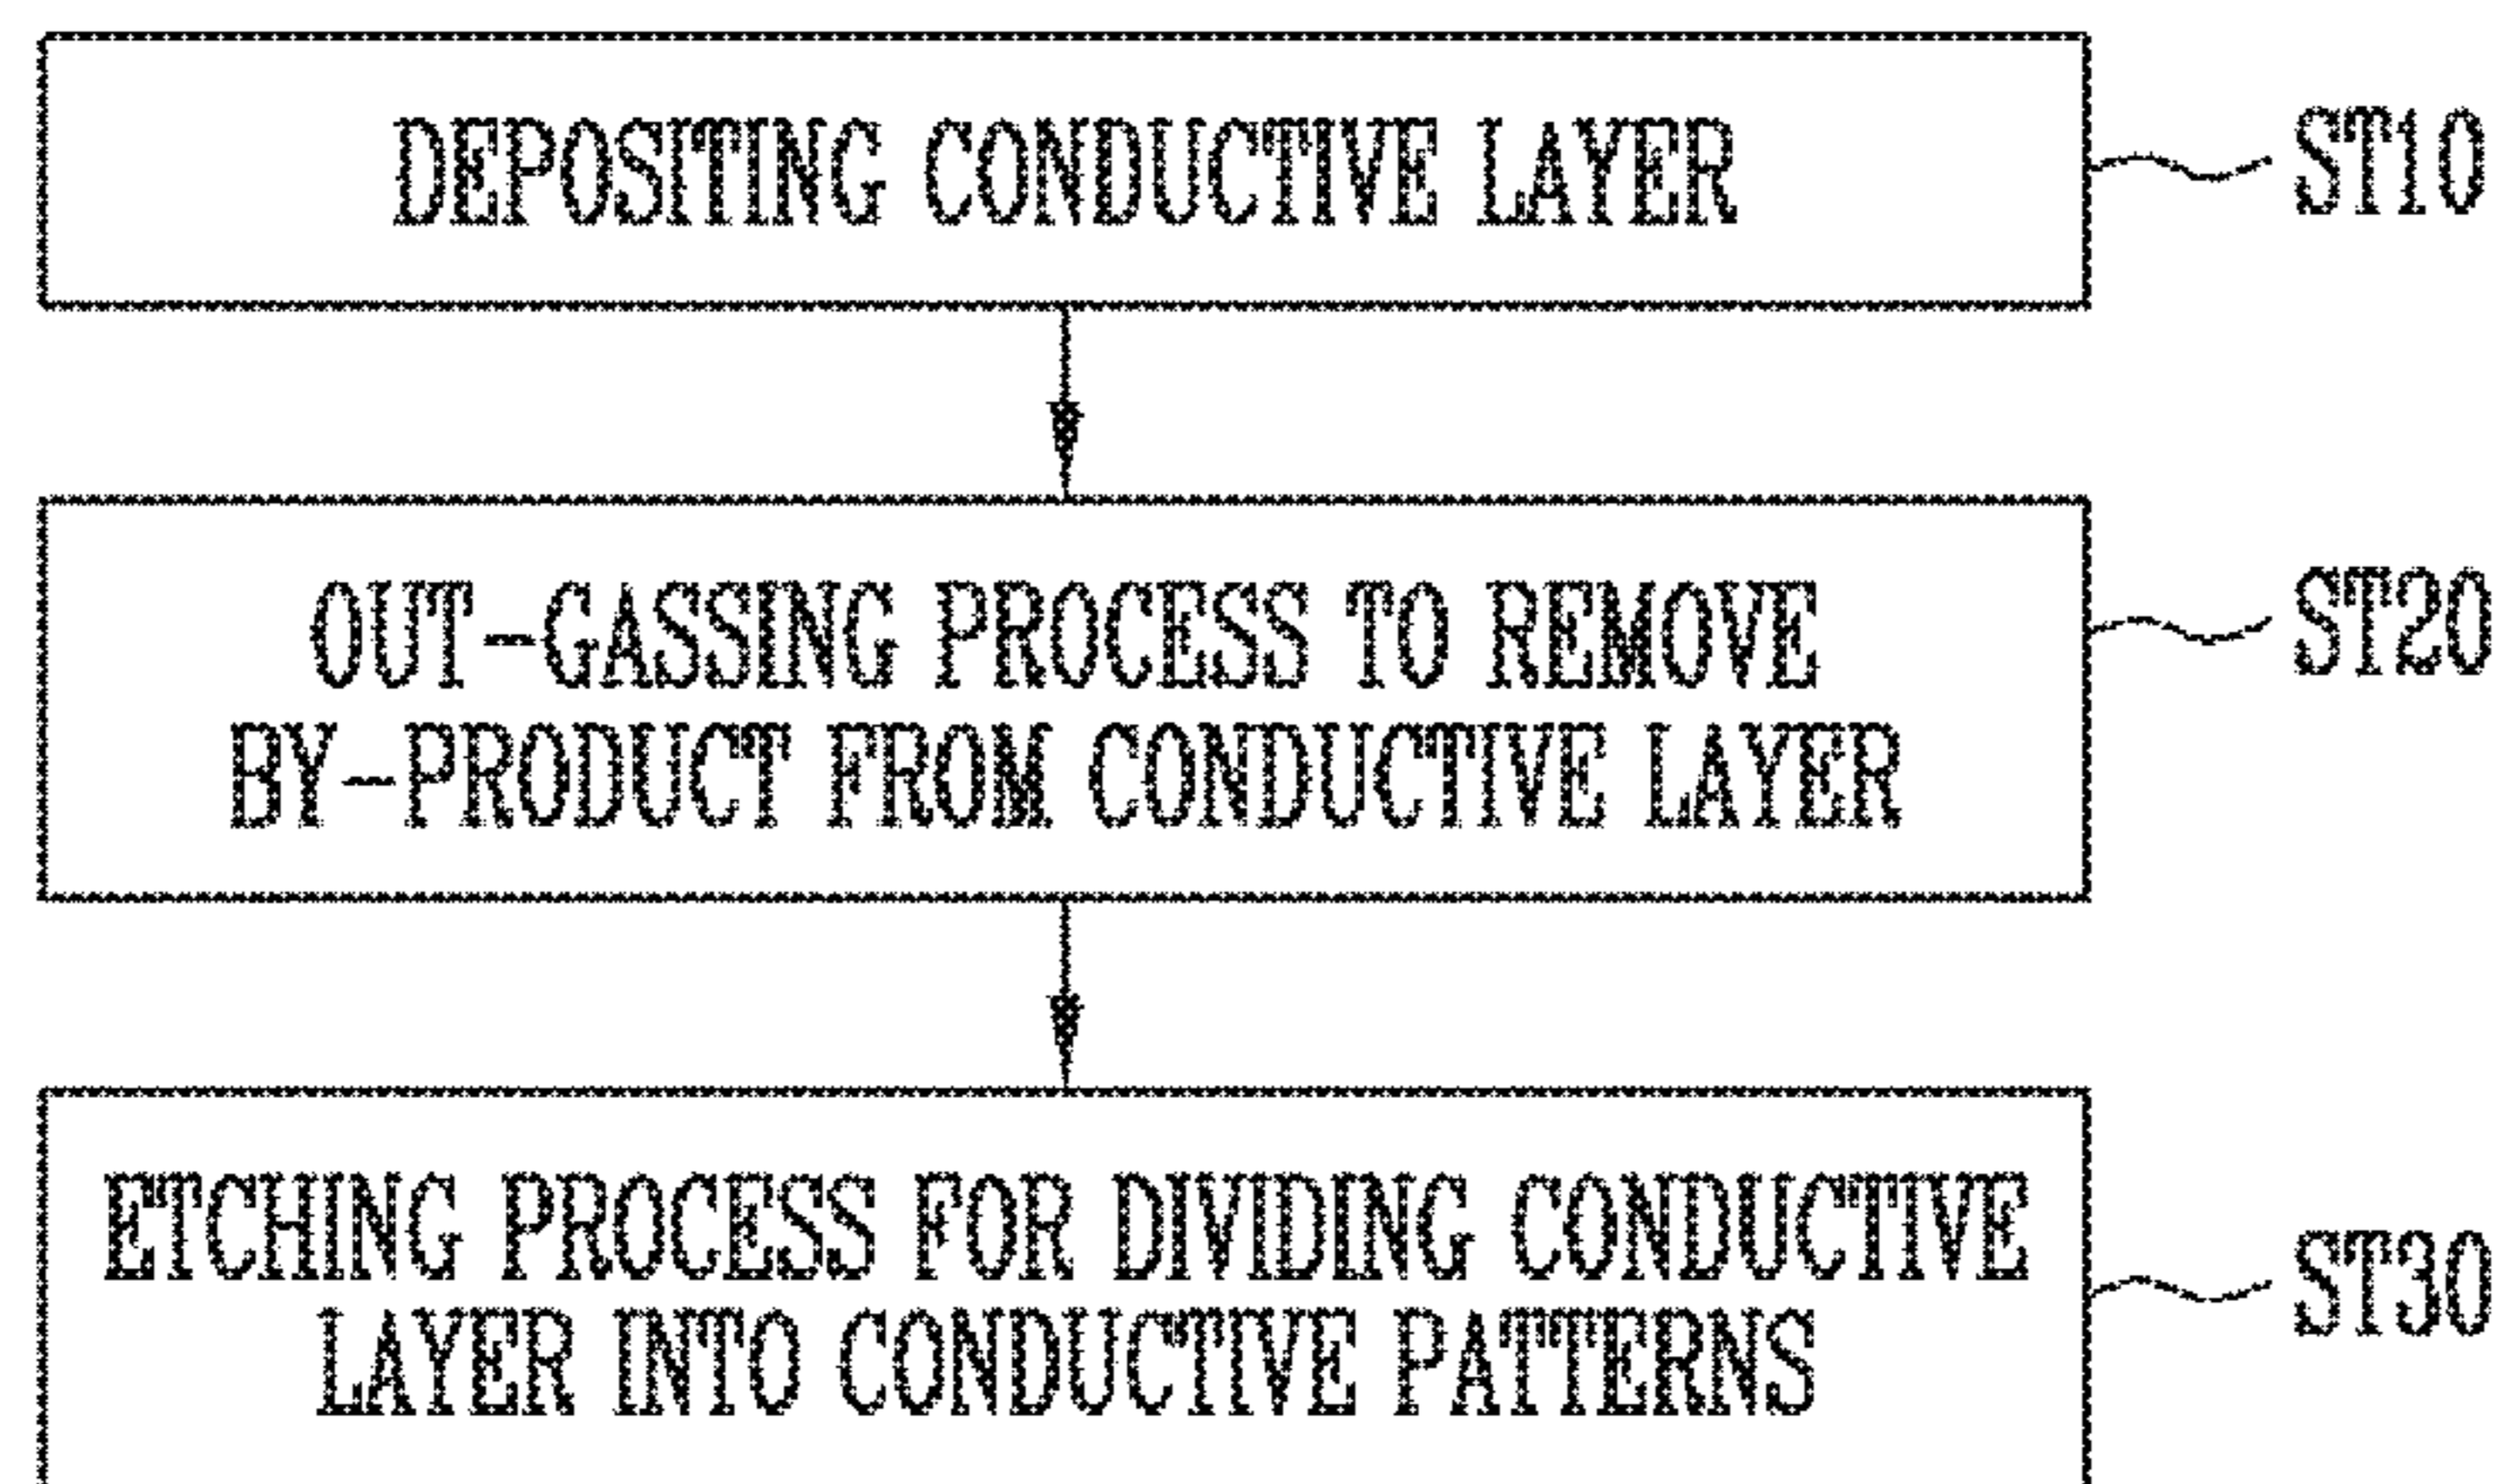 DEPOSITING CONDUCTIVE LAYER
ST10
OUT-GASSING PROCESS TO REMOVE
BY-PRODUCT FROM CONDUCTIVE LAYER
ST20
ETCHING PROCESS FOR DIVIDING CONDUCTIVE
LAYER INTO CONDUCTIVE PATTERNS
ST30